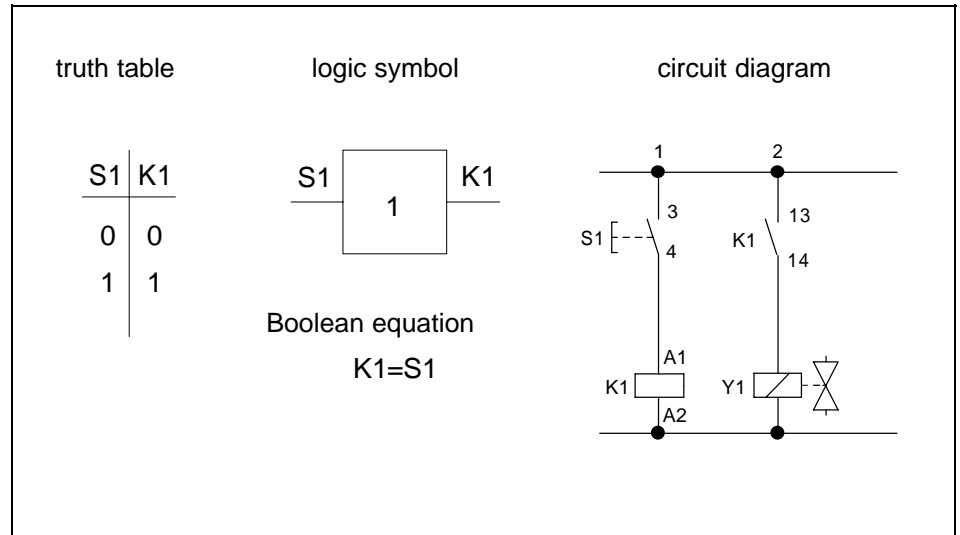 truth table
logic symbol
circuit diagram
S1 K1
0 0
1 1
S1
1
K1
Boolean equation
K1=S1
1 2
3
S1
4
13
K1
14
A1
K1
A2
Y1